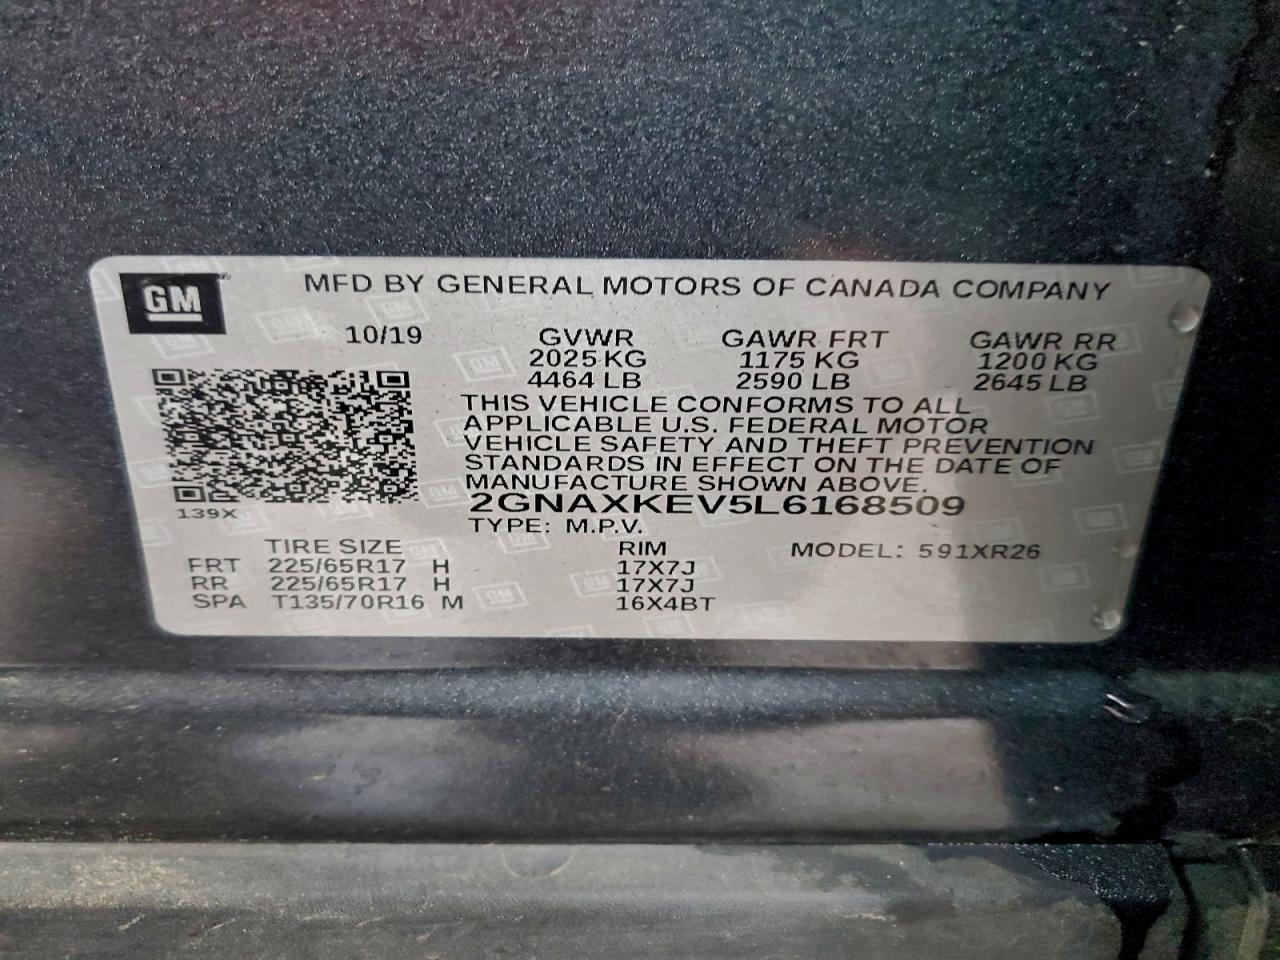 GM
MFD BY GENERAL MOTORS OF CANADA COMPANY
10/19 GVWR GAWR FRT GAWR RR
2025 KG 1175 KG 1200 KG
4464 LB 2590 LB 2645 LB
THIS VEHICLE CONFORMS TO ALL
APPLICABLE U.S. FEDERAL MOTOR
VEHICLE SAFETY AND THEFT PREVENTION
STANDARDS IN EFFECT ON THE DATE OF
MANUFACTURE SHOWN ABOVE.
139X
2GNAXKEV5L6168509
TYPE: M.P.V.
TIRE SIZE RIM MODEL: 591XR26
FRT 225/65R17 H 17X7J
RR 225/65R17 H 17X7J
SPA T135/70R16 M 16X4BT